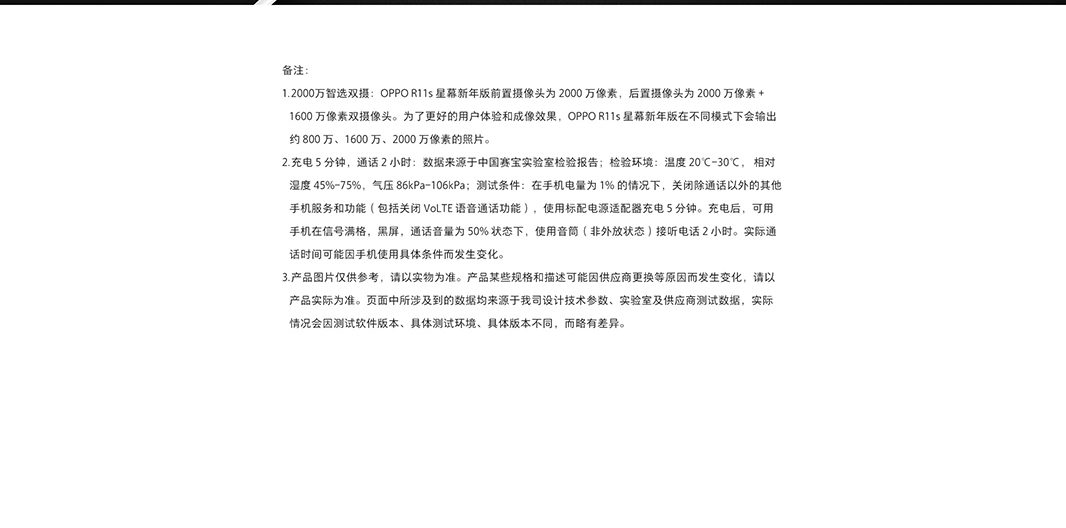 备注：
1.2000万智选双摄：OPPO R11s 星幕新年版前置摄像头为 2000 万像素，后置摄像头为 2000 万像素 +
1600 万像素双摄像头。为了更好的用户体验和成像效果，OPPO R11s 星幕新年版在不同模式下会输出
约 800 万、1600 万、2000 万像素的照片。
2.充电 5 分钟，通话 2 小时：数据来源于中国赛宝实验室检验报告；检验环境：温度 20℃-30℃， 相对
湿度 45%-75%，气压 86kPa-106kPa；测试条件：在手机电量为 1% 的情况下，关闭除通话以外的其他
手机服务和功能（包括关闭 VoLTE 语音通话功能），使用标配电源适配器充电 5 分钟。充电后，可用
手机在信号满格，黑屏，通话音量为 50% 状态下，使用音筒（非外放状态）接听电话 2 小时。实际通
话时间可能因手机使用具体条件而发生变化。
3.产品图片仅供参考，请以实物为准。产品某些规格和描述可能因供应商更换等原因而发生变化，请以
产品实际为准。页面中所涉及到的数据均来源于我司设计技术参数、实验室及供应商测试数据，实际
情况会因测试软件版本、具体测试环境、具体版本不同，而略有差异。